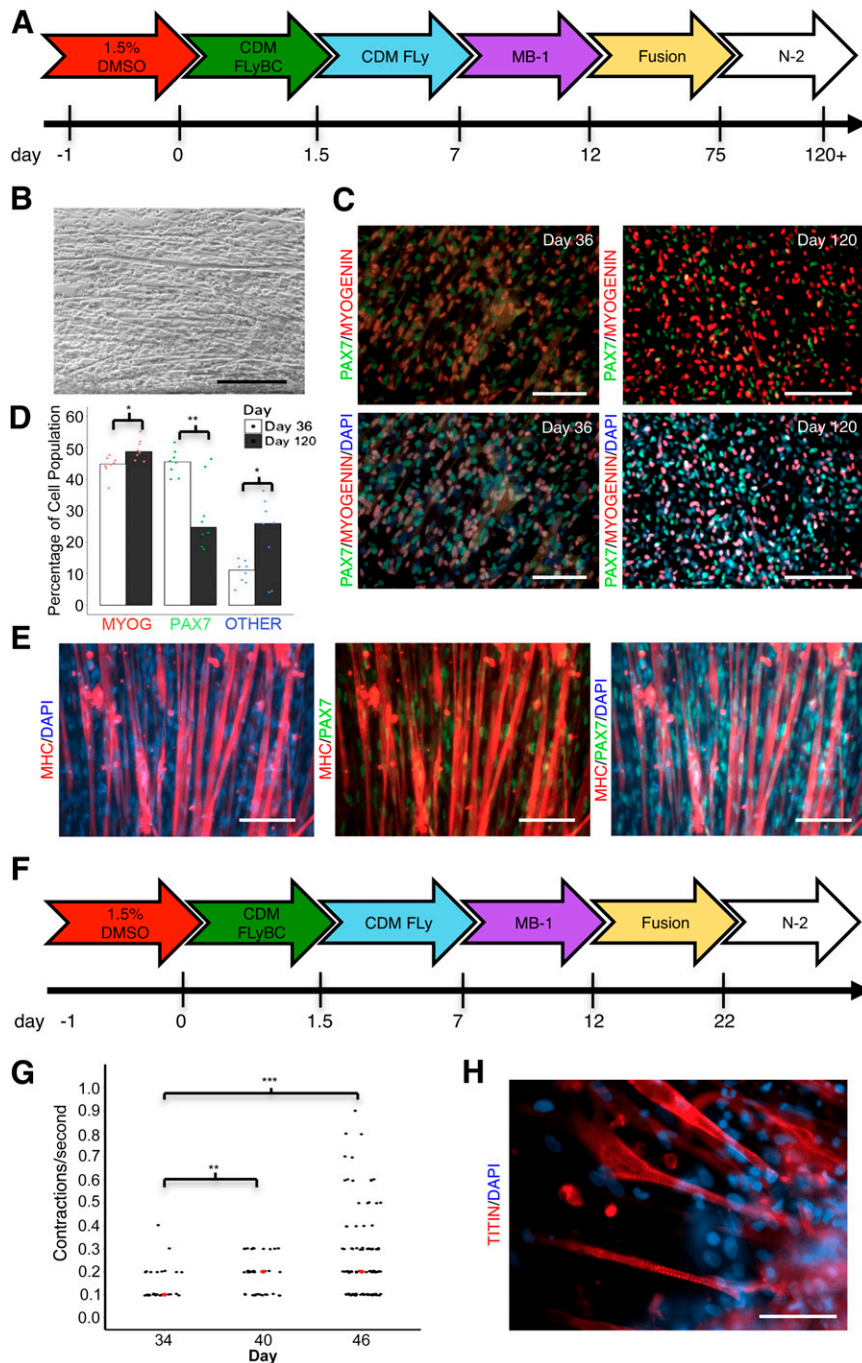 A
1.5%
DMSO
CDM
FLyBC
CDM FLy
MB-1
Fusion
N-2
day -1 0 1.5 7 12 75 120+
B
C
PAX7/MYOGENIN
Day 36
Day 120
PAX7/MYOGENIN
PAX7/MYOGENIN/DAPI
Day 36
Day 120
PAX7/MYOGENIN/DAPI
D
Percentage of Cell Population
60
50
40
30
20
10
0
*
**
*
Day
Day 36
Day 120
MYOG PAX7 OTHER
E
MHC/DAPI
MHC/PAX7
MHC/PAX7/DAPI
F
1.5%
DMSO
CDM
FLyBC
CDM FLy
MB-1
Fusion
N-2
day -1 0 1.5 7 12 22
G
Contractions/second
1.0
0.9
0.8
0.7
0.6
0.5
0.4
0.3
0.2
0.1
0.0
***
**
34 40 46
Day
H
TITIN/DAPI